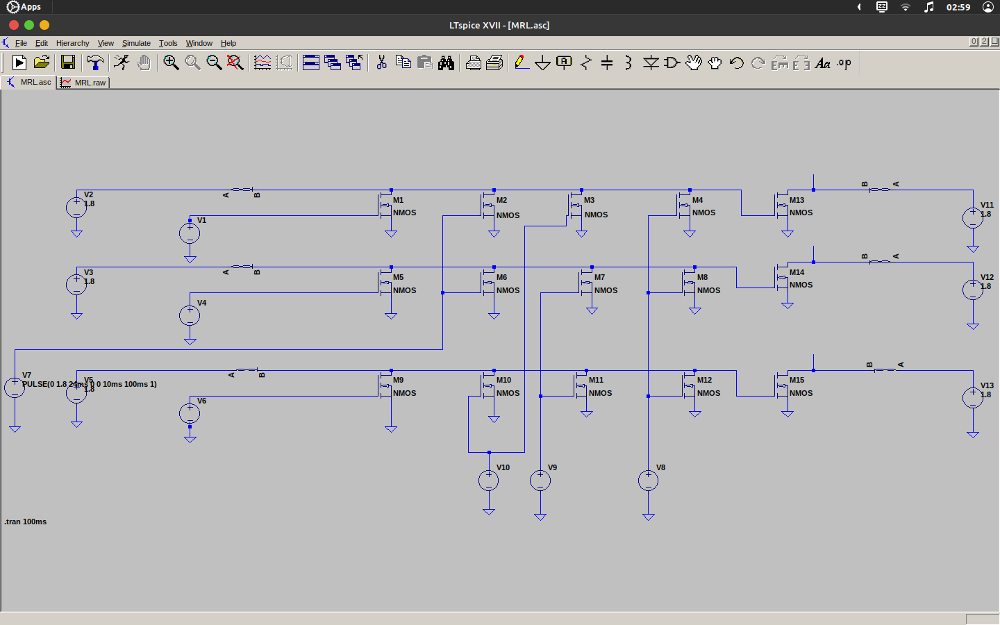 Apps
02:59
LTspice XVII - [MRL.asc]
File Edit Hierarchy View Simulate Tools Window Help
Aa .op
MRL.asc MRL.raw
V2
1.8
A B
M1
NMOS
M2
NMOS
M3
NMOS
M4
NMOS
M13
NMOS
B A
V11
1.8
V1
V3
1.8
A B
M5
NMOS
M6
NMOS
M7
NMOS
M8
NMOS
M14
NMOS
B A
V12
1.8
V4
V7
PULSE(0 1.8 24ms 0 0 10ms 100ms 1)
V5
1.8
A B
M9
NMOS
M10
NMOS
M11
NMOS
M12
NMOS
M15
NMOS
B A
V13
1.8
V6
V10
V9
V8
.tran 100ms